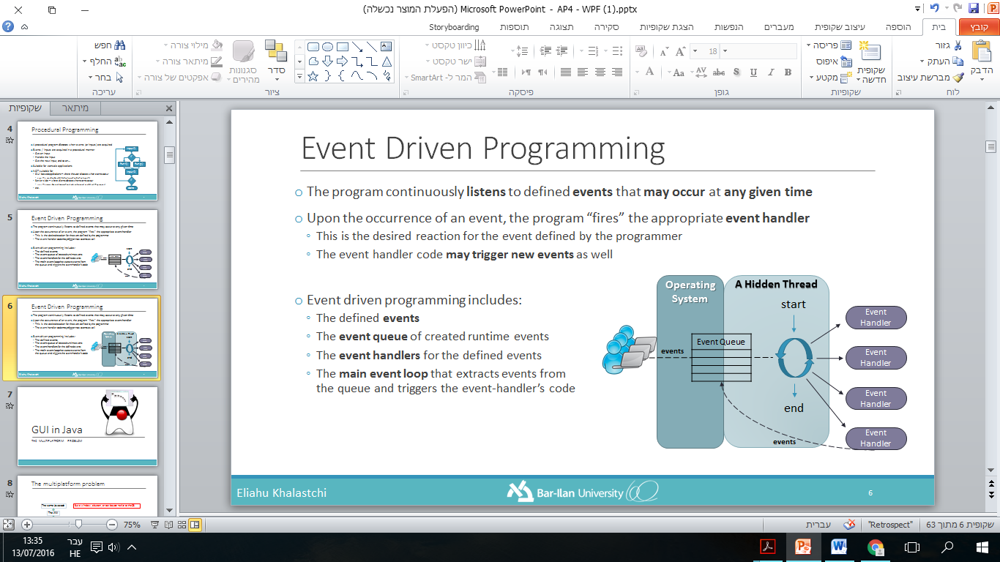 (הפעלת המוצר נכשלה) Microsoft PowerPoint - AP4 - WPF (1).pptx
קובץ
בית
הוספה
עיצוב שקופית
מעברים
הנפשות
הצגת שקופיות
סקירה
תצוגה
תוספות
Storyboarding
הדבק
גזור
העתק
מברשת עיצוב
לוח
שקופית חדשה
פריסה
איפוס
מקטע
שקופיות
18
B I U S abc AV Aa A
גופן
כיוון טקסט
ישר טקסט
המר ל- SmartArt
פיסקה
סדר
סגנונות מהירים
מילוי צורה
מיתאר צורה
אפקטים של צורה
ציור
חפש
החלף
בחר
עריכה
שקופיות
מיתאר
4
Procedural Programming
5
Event Driven Programming
6
Event Driven Programming
7
GUI in Java
THE MULTIPLATFORM PROBLEM
8
The multiplatform problem
Event Driven Programming
The program continuously listens to defined events that may occur at any given time
Upon the occurrence of an event, the program “fires” the appropriate event handler
This is the desired reaction for the event defined by the programmer
The event handler code may trigger new events as well
Event driven programming includes:
The defined events
The event queue of created runtime events
The event handlers for the defined events
The main event loop that extracts events from
the queue and triggers the event-handler’s code
Operating
System
A Hidden Thread
start
Event Queue
events
end
events
Event
Handler
Event
Handler
Event
Handler
Event
Handler
Eliahu Khalastchi
Bar-Ilan University
60
6
שקופית 6 מתוך 63
"Retrospect"
עברית
75%
13:35
13/07/2016
עבר
HE